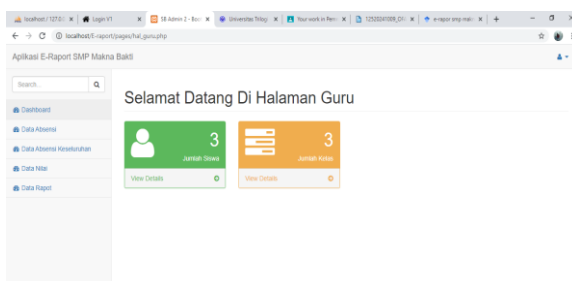 localhost / 127.0.
Login V1
SB Admin 2 - Boo
Universitas Trilog
Your work in Pen
12520241009_O
e-rapor smp mak
localhost/E-raport/pages/hal_guru.php
Aplikasi E-Raport SMP Makna Bakti
Search...
Dashboard
Data Absensi
Data Absensi Keseluruhan
Data Nilai
Data Rapot
Selamat Datang Di Halaman Guru
3
Jumlah Siswa
View Details
3
Jumlah Kelas
View Details